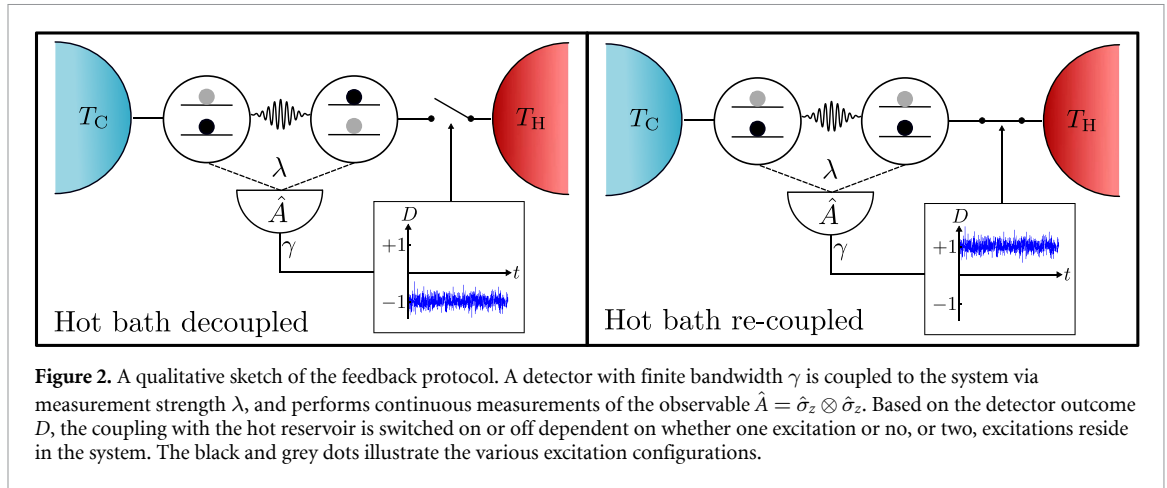 T_C λ T_H
Â
γ
D
+1
t
−1
Hot bath decoupled
T_C λ T_H
Â
γ
D
+1
t
−1
Hot bath re-coupled
Figure 2. A qualitative sketch of the feedback protocol. A detector with finite bandwidth γ is coupled to the system via
measurement strength λ, and performs continuous measurements of the observable Â = σ̂_z ⊗ σ̂_z. Based on the detector outcome
D, the coupling with the hot reservoir is switched on or off dependent on whether one excitation or no, or two, excitations reside
in the system. The black and grey dots illustrate the various excitation configurations.